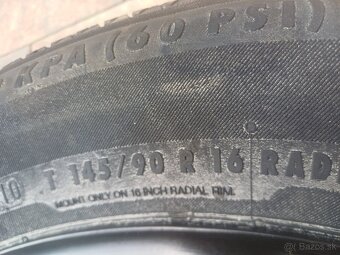 KPA (60 PSI)
T 145/90 R 16 RAD
MOUNT ONLY ON 16 INCH RADIAL RIM.
Bazos.sk